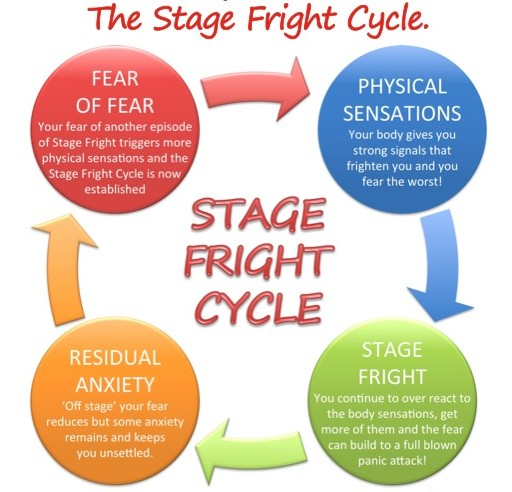 The Stage Fright Cycle.
FEAR
OF FEAR
Your fear of another episode
of Stage Fright triggers more
physical sensations and the
Stage Fright Cycle is now
established
PHYSICAL
SENSATIONS
Your body gives you
strong signals that
frighten you and you
fear the worst!
STAGE
FRIGHT
CYCLE
RESIDUAL
ANXIETY
‘Off stage’ your fear
reduces but some anxiety
remains and keeps
you unsettled.
STAGE
FRIGHT
You continue to over react to
the body sensations, get
more of them and the fear
can build to a full blown
panic attack!